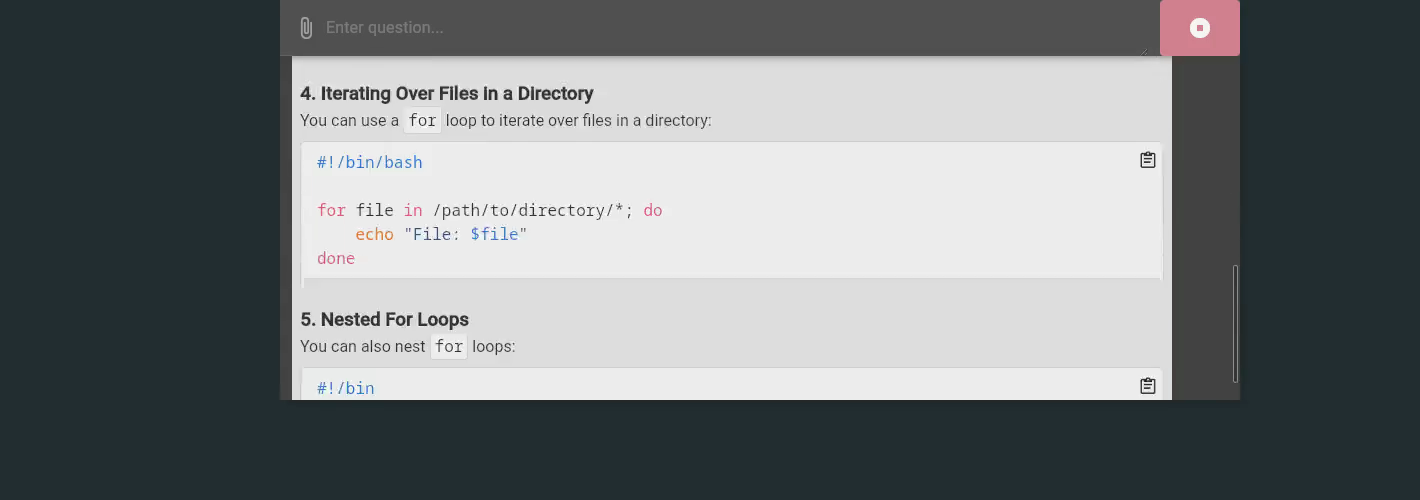 Enter question...
4. Iterating Over Files in a Directory
You can use a for loop to iterate over files in a directory:
#!/bin/bash
for file in /path/to/directory/*; do
    echo "File: $file"
done
5. Nested For Loops
You can also nest for loops:
#!/bin